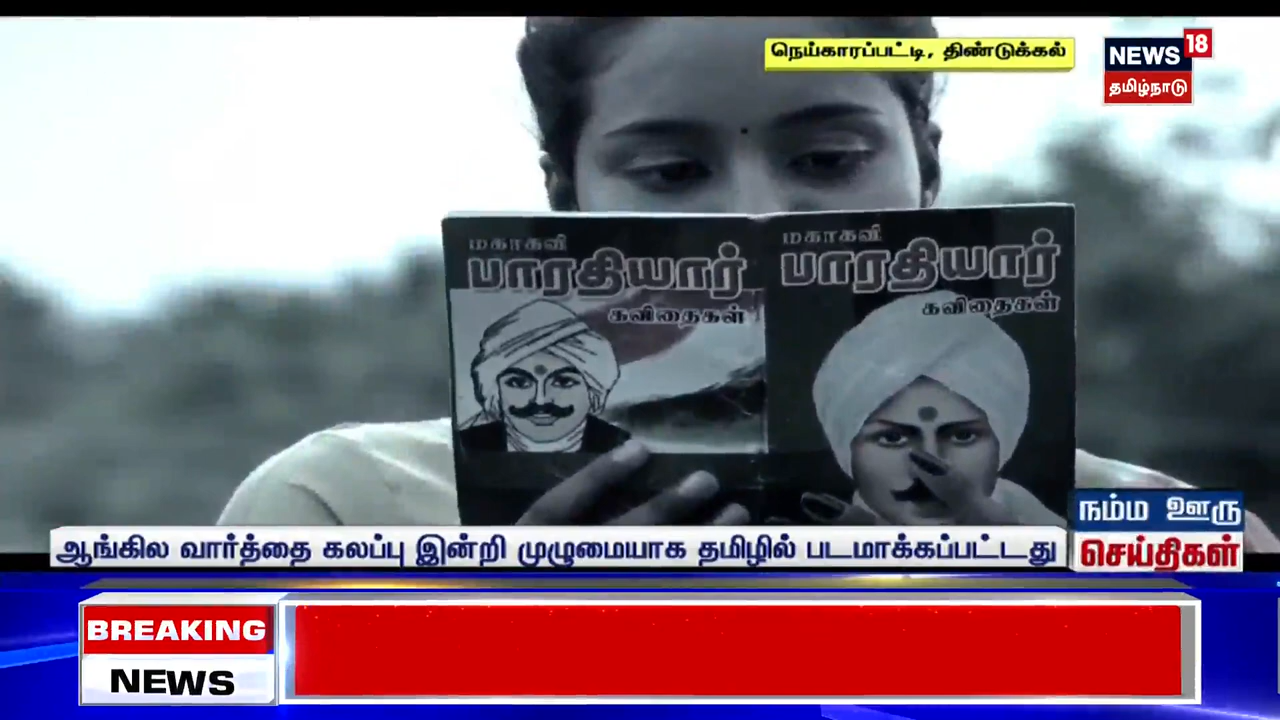 நெய்காரப்பட்டி, திண்டுக்கல்
NEWS 18
தமிழ்நாடு
மகாகவி
பாரதியார்
கவிதைகள்
மகாகவி
பாரதியார்
கவிதைகள்
ஆங்கில வார்த்தை கலப்பு இன்றி முழுமையாக தமிழில் படமாக்கப்பட்டது
நம்ம ஊரு
செய்திகள்
BREAKING
NEWS